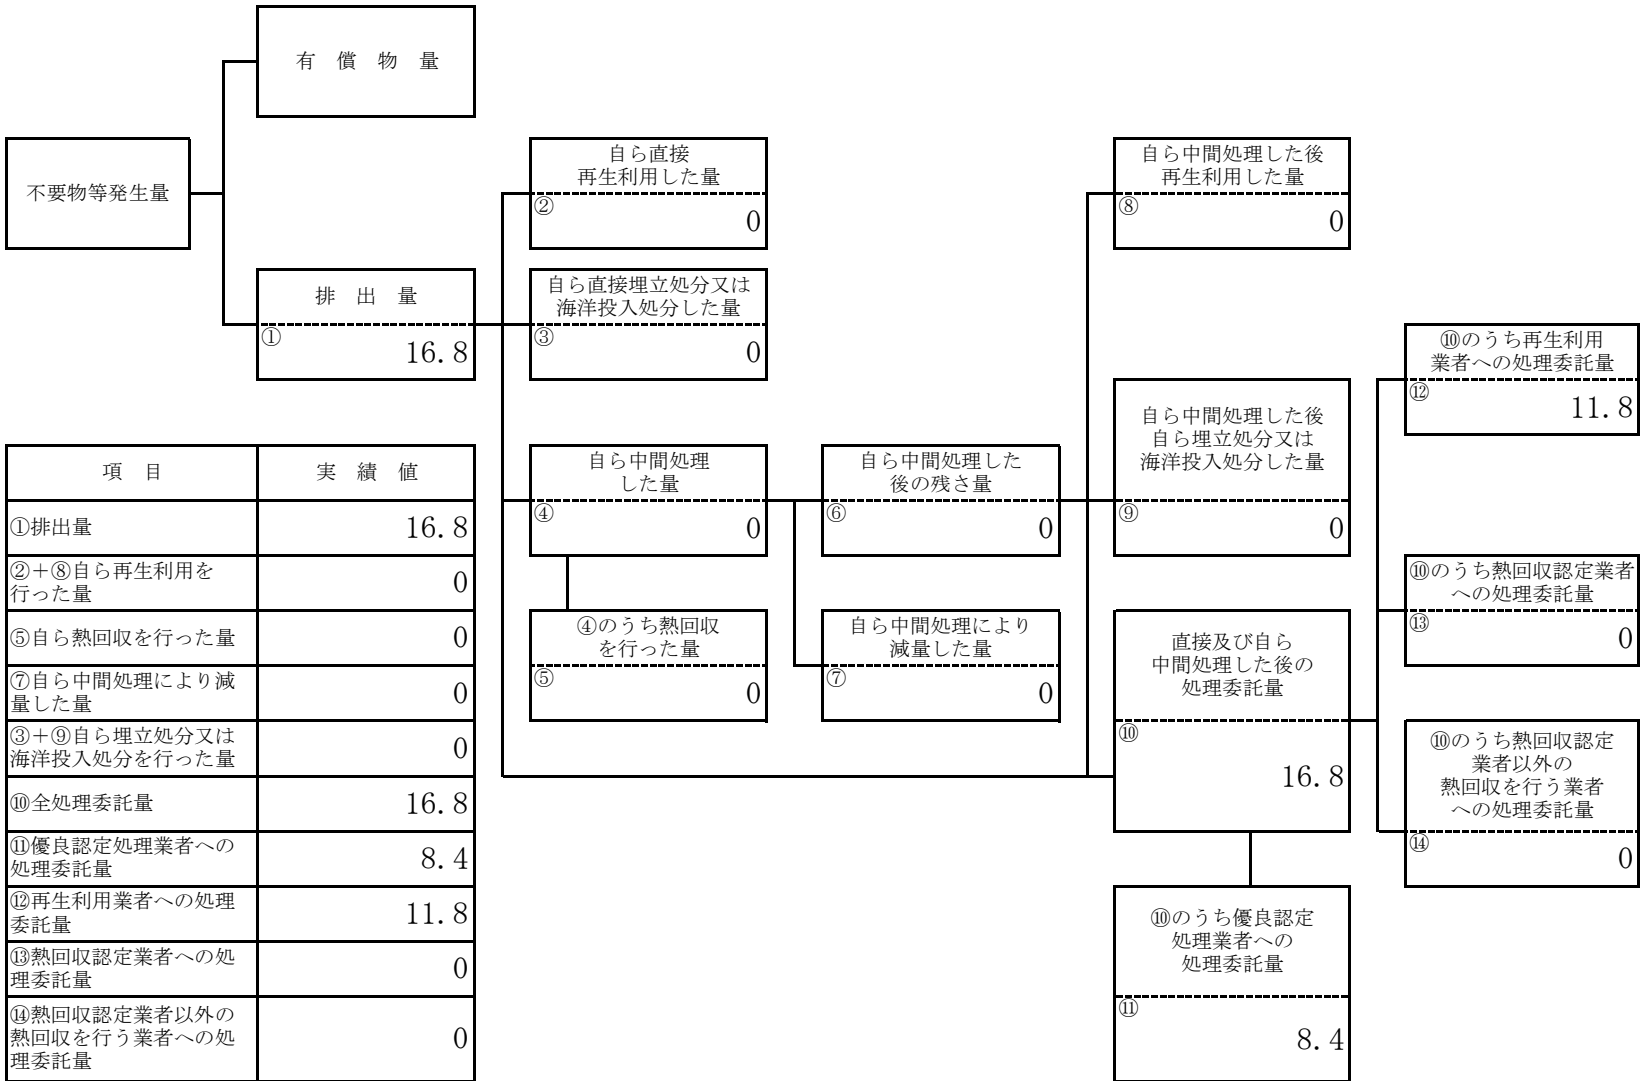 有　償　物　量
不要物等発生量
排　出　量
①
16.8
自ら直接
再生利用した量
②
0
自ら直接埋立処分又は
海洋投入処分した量
③
0
自ら中間処理
した量
④
0
④のうち熱回収
を行った量
⑤
0
自ら中間処理した
後の残さ量
⑥
0
自ら中間処理により
減量した量
⑦
0
自ら中間処理した後
再生利用した量
⑧
0
自ら中間処理した後
自ら埋立処分又は
海洋投入処分した量
⑨
0
直接及び自ら
中間処理した後の
処理委託量
⑩
16.8
⑩のうち優良認定
処理業者への
処理委託量
⑪
8.4
⑩のうち再生利用
業者への処理委託量
⑫
11.8
⑩のうち熱回収認定業者
への処理委託量
⑬
0
⑩のうち熱回収認定
業者以外の
熱回収を行う業者
への処理委託量
⑭
0
項　目　実　績　値
①排出量　16.8
②＋⑧自ら再生利用を
行った量　0
⑤自ら熱回収を行った量　0
⑦自ら中間処理により減
量した量　0
③＋⑨自ら埋立処分又は
海洋投入処分を行った量　0
⑩全処理委託量　16.8
⑪優良認定処理業者への
処理委託量　8.4
⑫再生利用業者への処理
委託量　11.8
⑬熱回収認定業者への処
理委託量　0
⑭熱回収認定業者以外の
熱回収を行う業者への処
理委託量　0